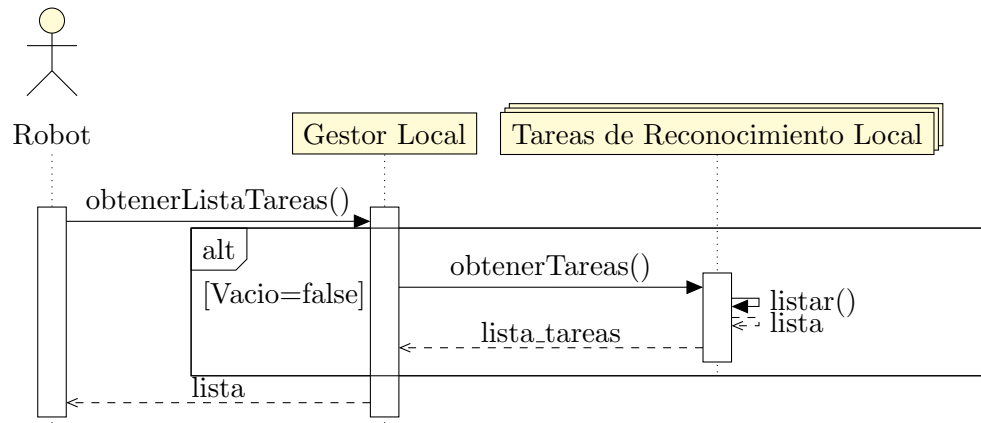 Robot
Gestor Local
Tareas de Reconocimiento Local
obtenerListaTareas()
alt
[Vacio=false]
obtenerTareas()
listar()
lista
lista_tareas
lista